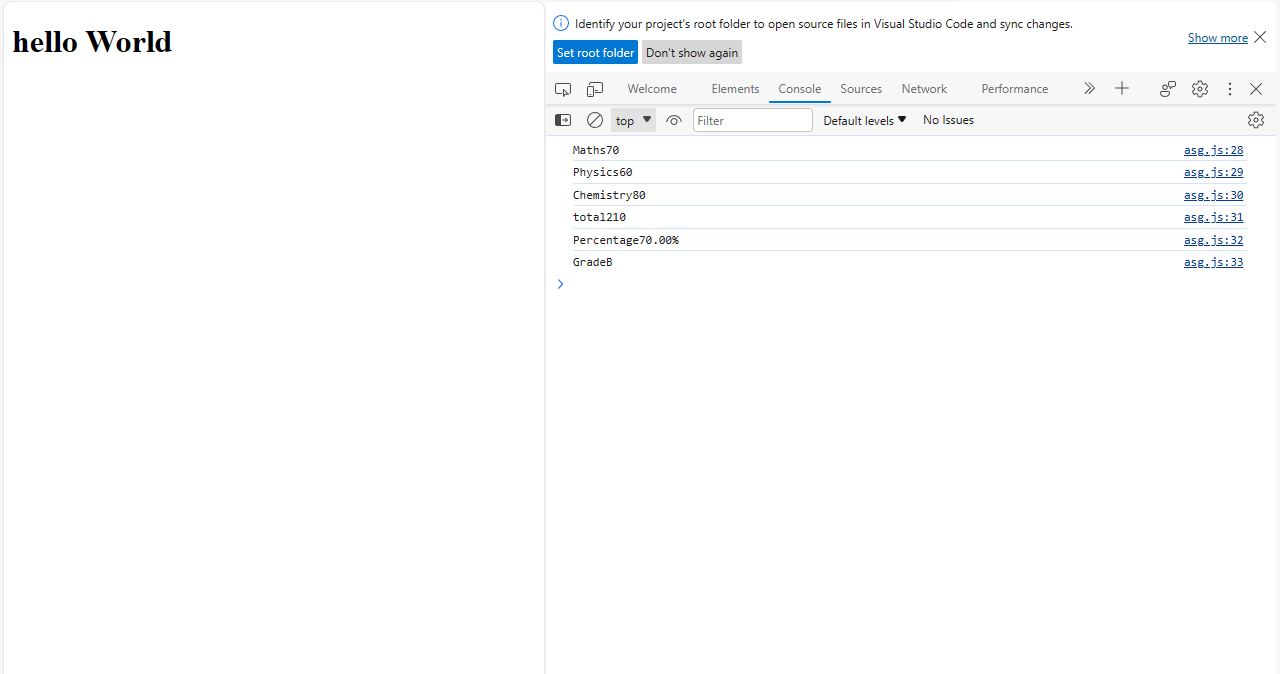 hello World
Identify your project's root folder to open source files in Visual Studio Code and sync changes.
Show more
Set root folder Don't show again
Welcome Elements Console Sources Network Performance
top Filter Default levels No Issues
Maths70 asg.js:28
Physics60 asg.js:29
Chemistry80 asg.js:30
total210 asg.js:31
Percentage70.00% asg.js:32
GradeB asg.js:33